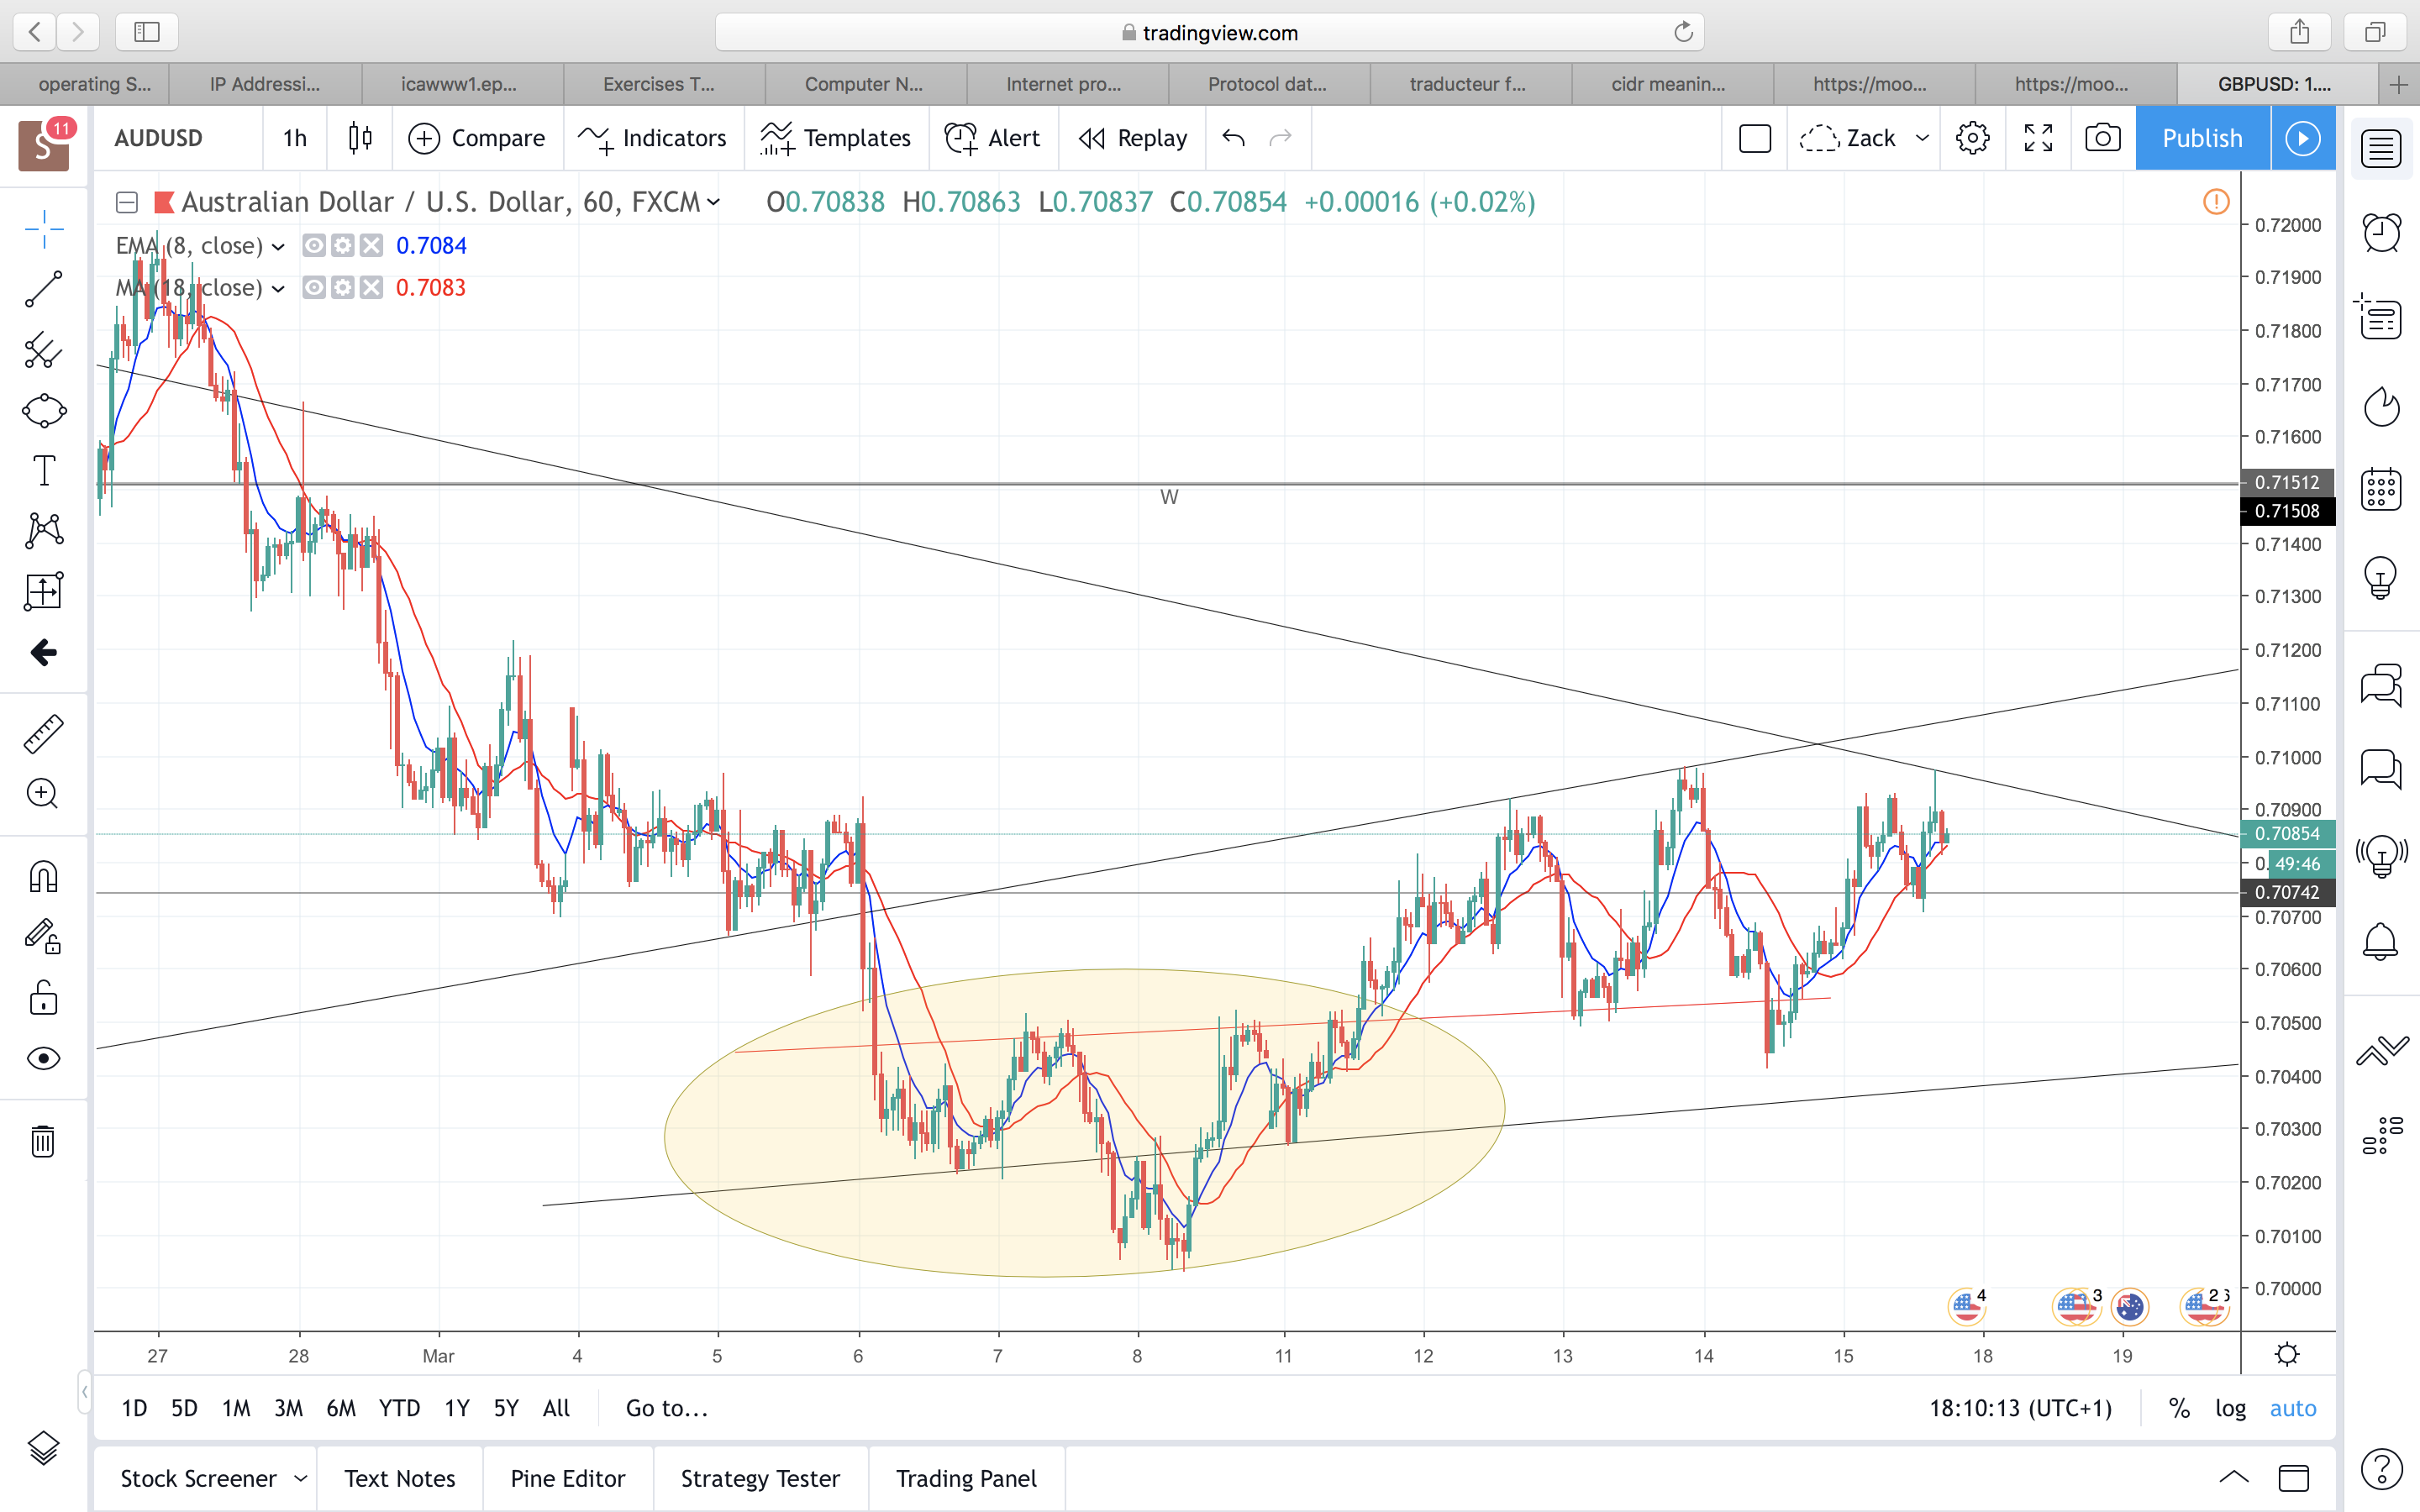 tradingview.com
operating S... IP Addressi... icawww1.ep... Exercises T... Computer N... Internet pro... Protocol dat... traducteur f... cidr meanin... https://moo... https://moo... GBPUSD: 1....
S 11 AUDUSD 1h Compare Indicators Templates Alert Replay Zack Publish
Australian Dollar / U.S. Dollar, 60, FXCM O0.70838 H0.70863 L0.70837 C0.70854 +0.00016 (+0.02%)
EMA (8, close) 0.7084
MA (18, close) 0.7083
0.72000
0.71900
0.71800
0.71700
0.71600
0.71512
W
0.71508
0.71400
0.71300
0.71200
0.71100
0.71000
0.70900
0.70854
0. 49:46
0.70742
0.70700
0.70600
0.70500
0.70400
0.70300
0.70200
0.70100
0.70000
4 3 2
27 28 Mar 4 5 6 7 8 11 12 13 14 15 18 19
1D 5D 1M 3M 6M YTD 1Y 5Y All Go to... 18:10:13 (UTC+1) % log auto
Stock Screener Text Notes Pine Editor Strategy Tester Trading Panel